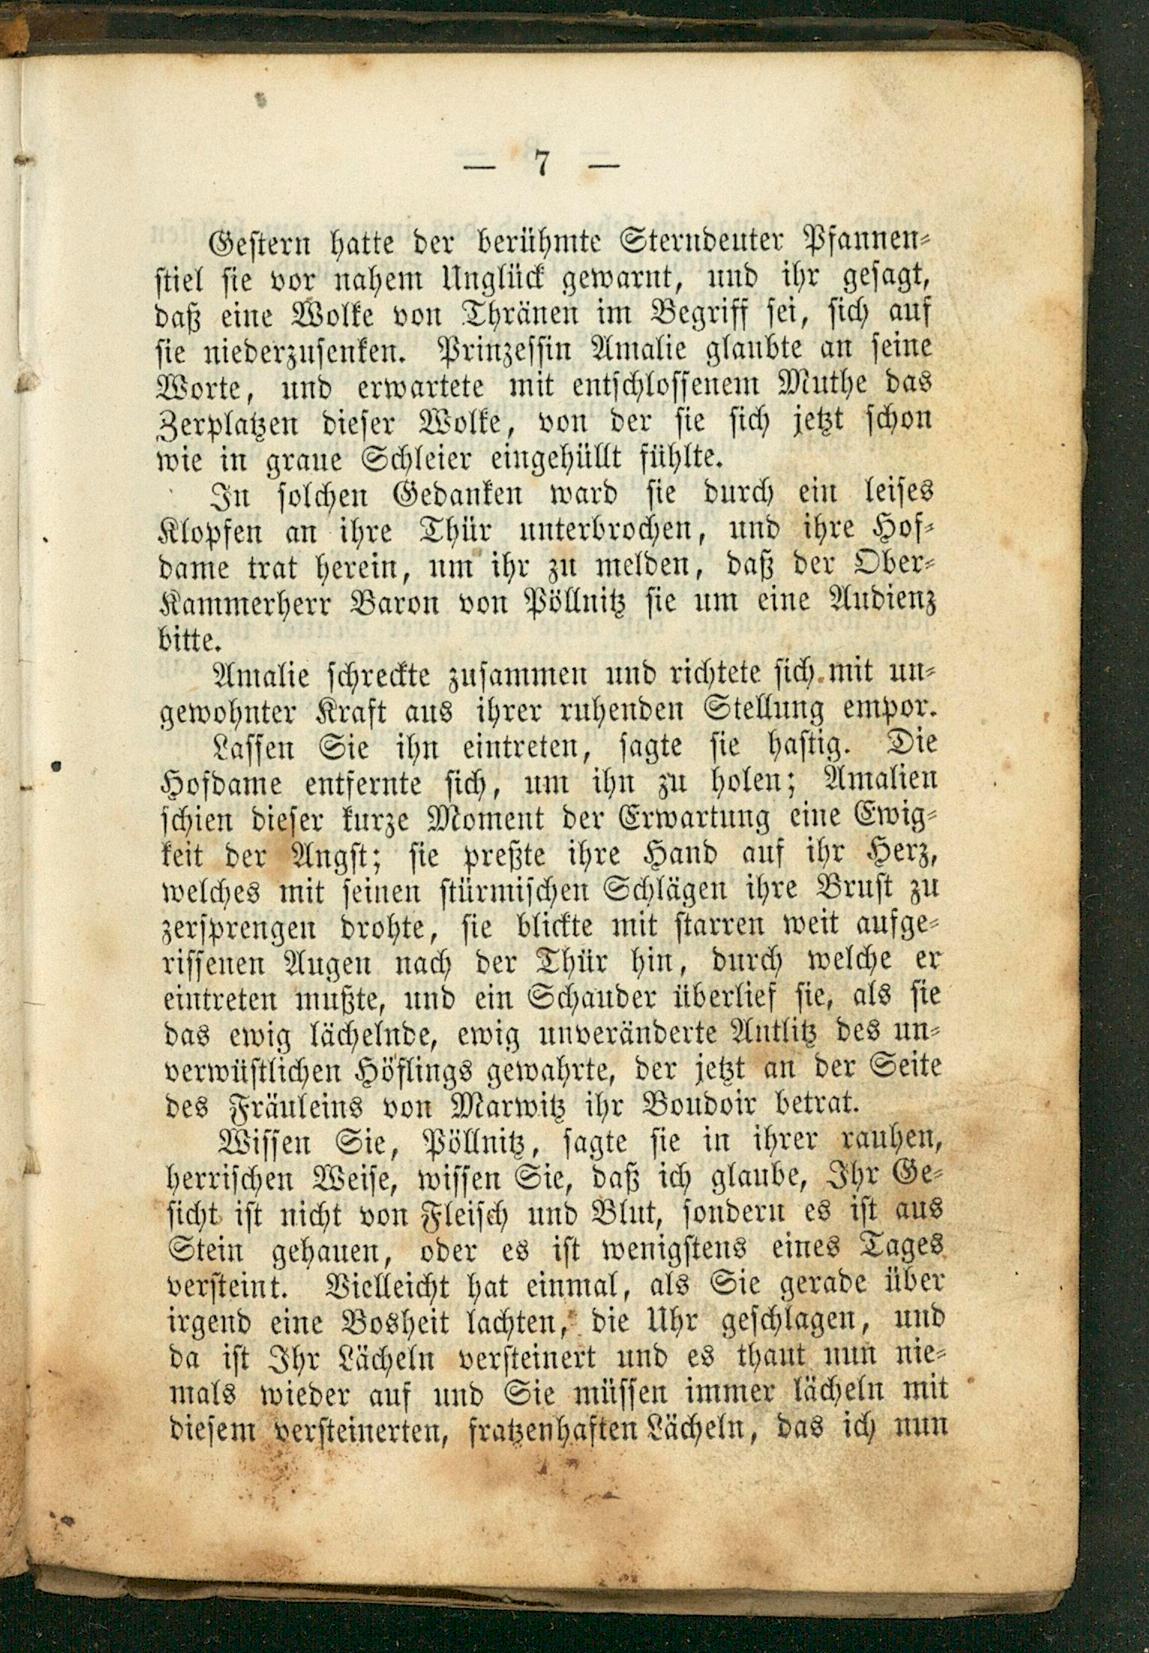 — 7 —
Gestern hatte der berühmte Sterndeuter Pfannen-
stiel sie vor nahem Unglück gewarnt, und ihr gesagt,
daß eine Wolke von Thränen im Begriff sei, sich auf
sie niederzusenken. Prinzessin Amalie glaubte an seine
Worte, und erwartete mit entschlossenem Muthe das
Zerplatzen dieser Wolke, von der sie sich jetzt schon
wie in graue Schleier eingehüllt fühlte.
In solchen Gedanken ward sie durch ein leises
Klopfen an ihre Thür unterbrochen, und ihre Hof-
dame trat herein, um ihr zu melden, daß der Ober-
Kammerherr Baron von Pöllnitz sie um eine Audienz
bitte.
Amalie schreckte zusammen und richtete sich mit un-
gewohnter Kraft aus ihrer ruhenden Stellung empor.
Lassen Sie ihn eintreten, sagte sie hastig. Die
Hofdame entfernte sich, um ihn zu holen; Amalien
schien dieser kurze Moment der Erwartung eine Ewig-
keit der Angst; sie preßte ihre Hand auf ihr Herz,
welches mit seinen stürmischen Schlägen ihre Brust zu
zersprengen drohte, sie blickte mit starren weit aufge-
rissenen Augen nach der Thür hin, durch welche er
eintreten mußte, und ein Schauder überlief sie, als sie
das ewig lächelnde, ewig unveränderte Antlitz des un-
verwüstlichen Höflings gewahrte, der jetzt an der Seite
des Fräuleins von Marwitz ihr Boudoir betrat.
Wissen Sie, Pöllnitz, sagte sie in ihrer rauhen,
herrischen Weise, wissen Sie, daß ich glaube, Ihr Ge-
sicht ist nicht von Fleisch und Blut, sondern es ist aus
Stein gehauen, oder es ist wenigstens eines Tages
versteint. Vielleicht hat einmal, als Sie gerade über
irgend eine Bosheit lachten, die Uhr geschlagen, und
da ist Ihr Lächeln versteinert und es thaut nun nie-
mals wieder auf und Sie müssen immer lächeln mit
diesem versteinerten, fratzenhaften Lächeln, das ich nun